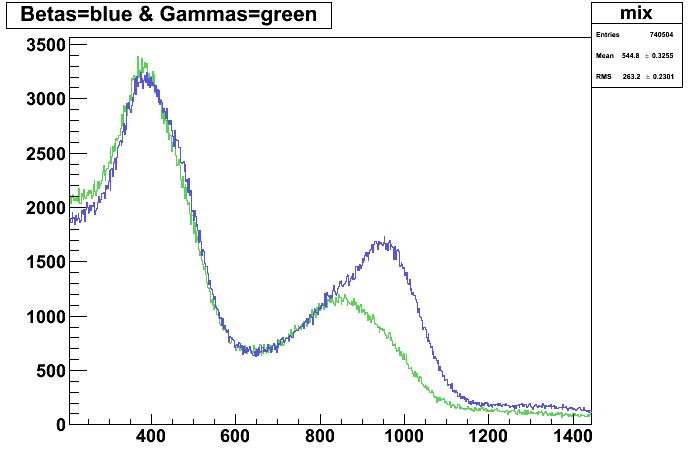 Betas=blue & Gammas=green
mix
Entries 740504
Mean 544.8 ± 0.3255
RMS 263.2 ± 0.2301
3500
3000
2500
2000
1500
1000
500
0
400 600 800 1000 1200 1400